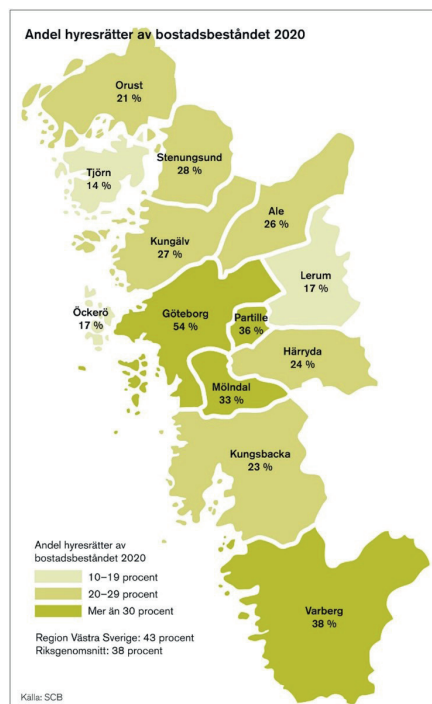 Andel hyresrätter av bostadsbeståndet 2020
Orust
21 %
Stenungsund
28 %
Tjörn
14 %
Ale
26 %
Kungälv
27 %
Lerum
17 %
Öckerö
17 %
Göteborg
54 %
Partille
36 %
Härryda
24 %
Mölndal
33 %
Kungsbacka
23 %
Andel hyresrätter av
bostadsbeståndet 2020
10–19 procent
20–29 procent
Mer än 30 procent
Region Västra Sverige: 43 procent
Riksgenomsnitt: 38 procent
Varberg
38 %
Källa: SCB